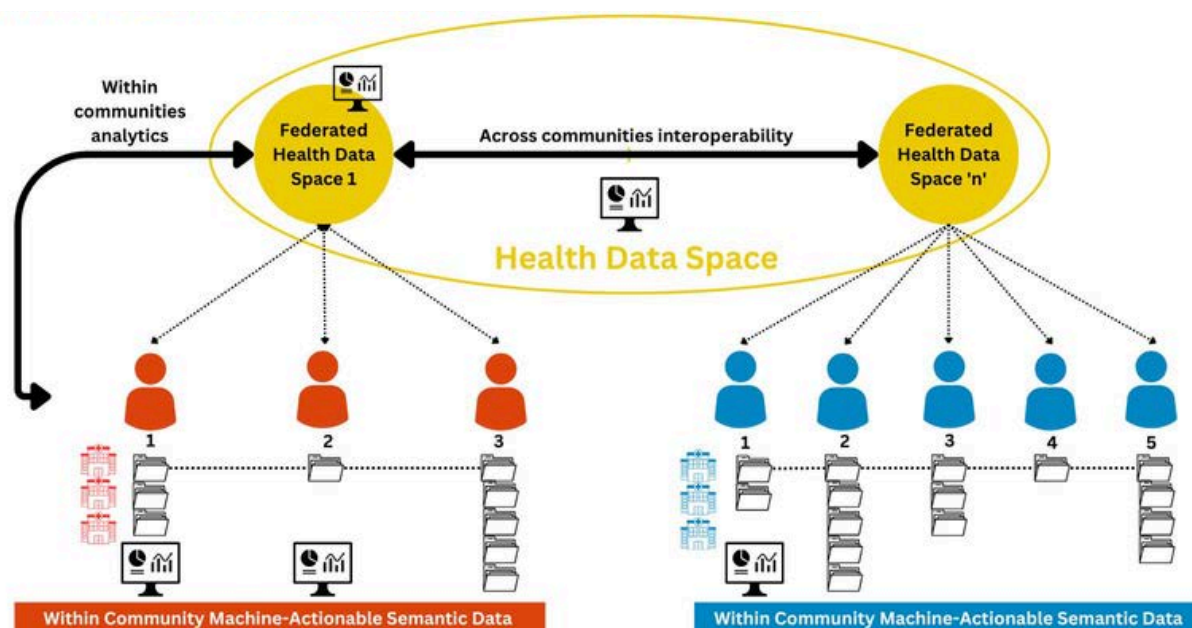 Within
communities
analytics
Federated
Health Data
Space 1
Across communities interoperability
Federated
Health Data
Space 'n'
Health Data Space
1
2
3
1
2
3
4
5
Within Community Machine-Actionable Semantic Data
Within Community Machine-Actionable Semantic Data